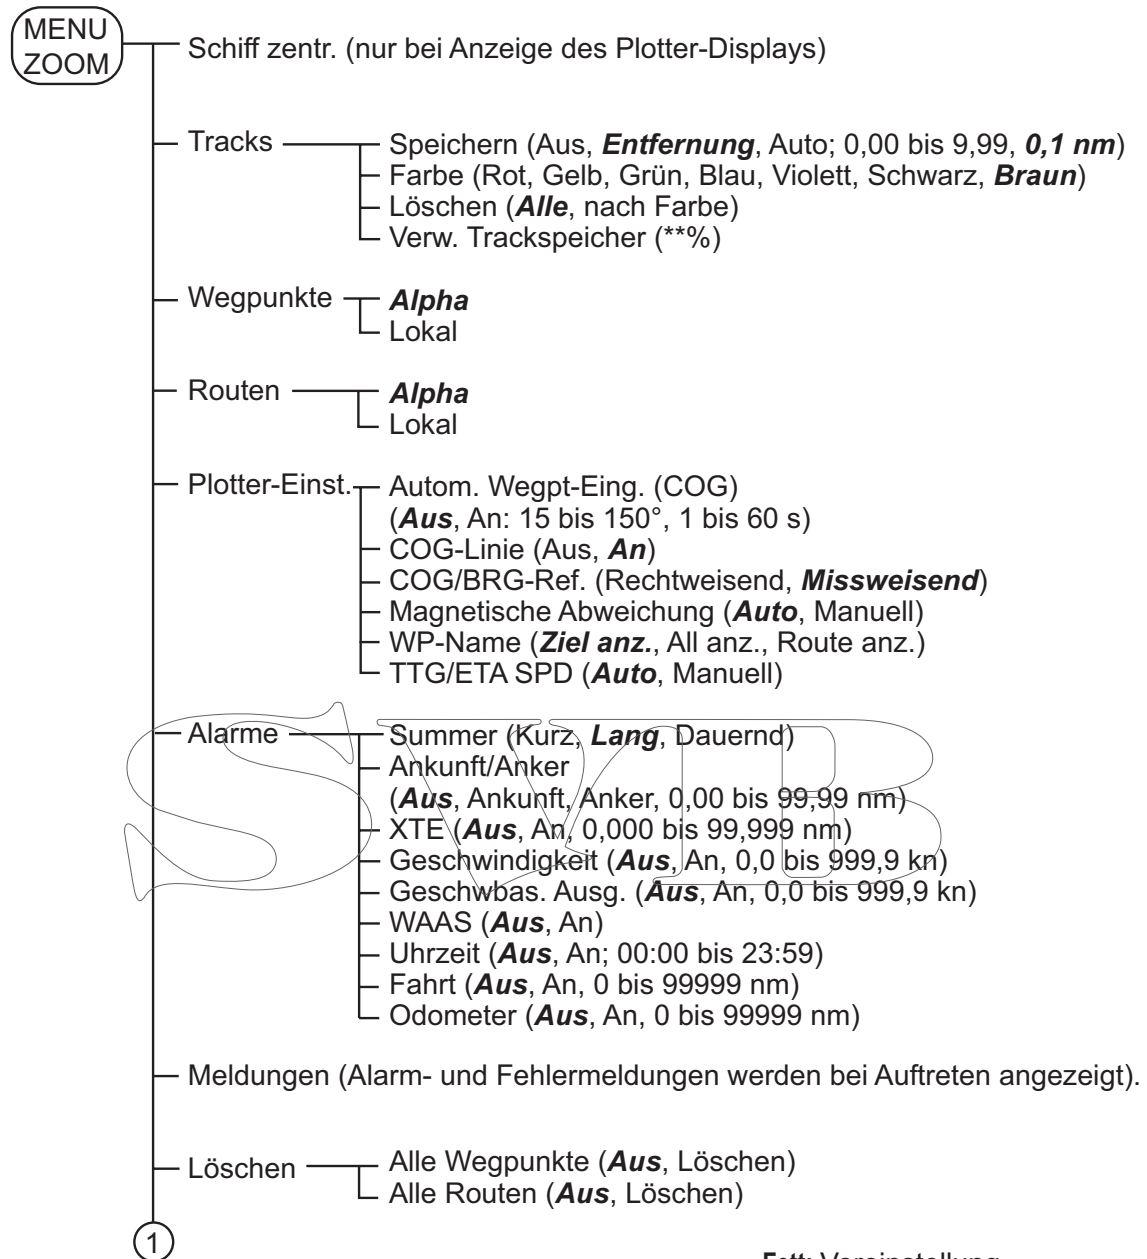 MENU
ZOOM
Schiff zentr. (nur bei Anzeige des Plotter-Displays)
Tracks
Speichern (Aus, Entfernung, Auto; 0,00 bis 9,99, 0,1 nm)
Farbe (Rot, Gelb, Grün, Blau, Violett, Schwarz, Braun)
Löschen (Alle, nach Farbe)
Verw. Trackspeicher (**%)
Wegpunkte
Alpha
Lokal
Routen
Alpha
Lokal
Plotter-Einst.
Autom. Wegpt-Eing. (COG)
(Aus, An: 15 bis 150°, 1 bis 60 s)
COG-Linie (Aus, An)
COG/BRG-Ref. (Rechtweisend, Missweisend)
Magnetische Abweichung (Auto, Manuell)
WP-Name (Ziel anz., All anz., Route anz.)
TTG/ETA SPD (Auto, Manuell)
Alarme
Summer (Kurz, Lang, Dauernd)
Ankunft/Anker
(Aus, Ankunft, Anker, 0,00 bis 99,99 nm)
XTE (Aus, An, 0,000 bis 99,999 nm)
Geschwindigkeit (Aus, An, 0,0 bis 999,9 kn)
Geschwbas. Ausg. (Aus, An, 0,0 bis 999,9 kn)
WAAS (Aus, An)
Uhrzeit (Aus, An; 00:00 bis 23:59)
Fahrt (Aus, An, 0 bis 99999 nm)
Odometer (Aus, An, 0 bis 99999 nm)
SVB
Meldungen (Alarm- und Fehlermeldungen werden bei Auftreten angezeigt).
Löschen
Alle Wegpunkte (Aus, Löschen)
Alle Routen (Aus, Löschen)
1
Fett: Voreinstellung